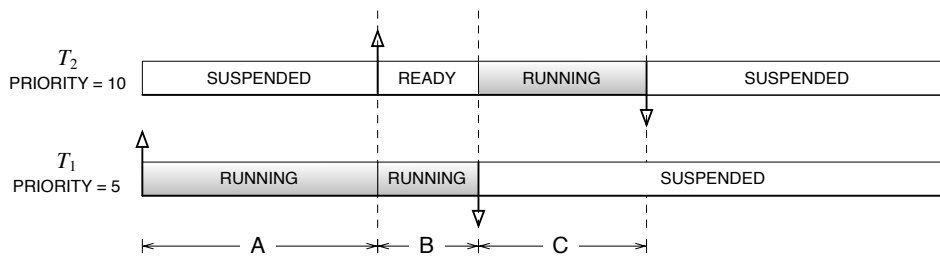 T2
PRIORITY = 10
SUSPENDED READY RUNNING SUSPENDED
T1
PRIORITY = 5
RUNNING RUNNING SUSPENDED
A B C